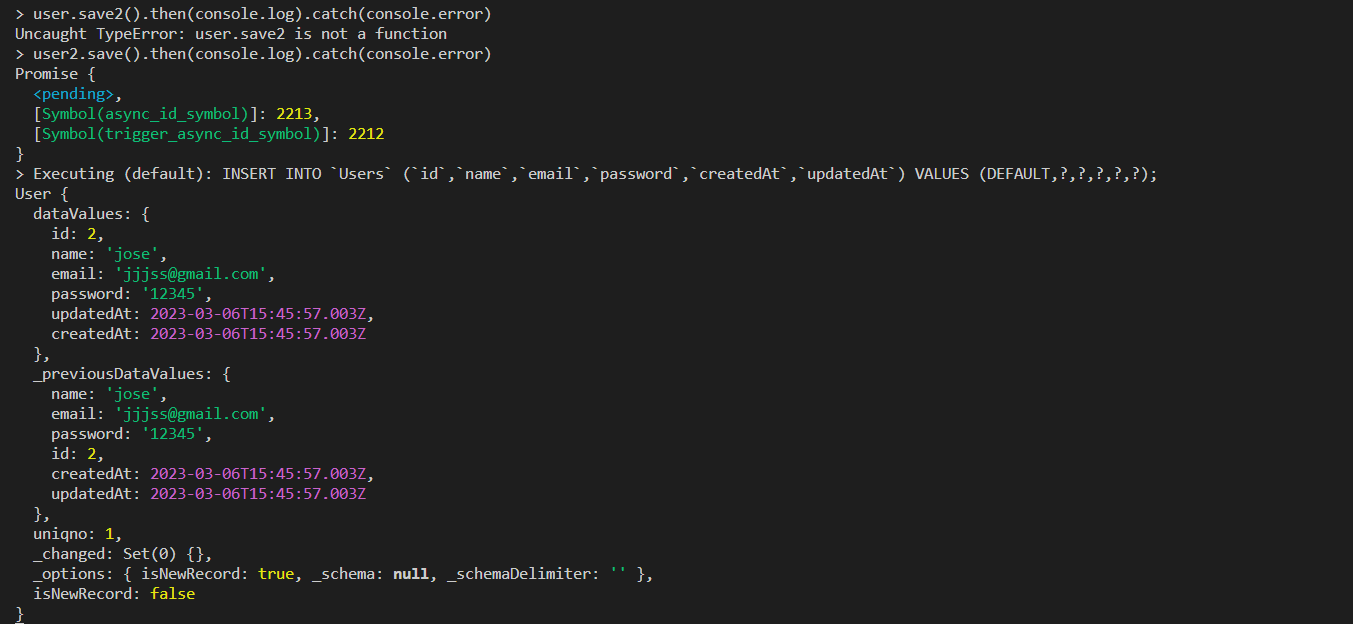 > user.save2().then(console.log).catch(console.error)
Uncaught TypeError: user.save2 is not a function
> user2.save().then(console.log).catch(console.error)
Promise {
  <pending>,
  [Symbol(async_id_symbol)]: 2213,
  [Symbol(trigger_async_id_symbol)]: 2212
}
> Executing (default): INSERT INTO `Users` (`id`,`name`,`email`,`password`,`createdAt`,`updatedAt`) VALUES (DEFAULT,?,?,?,?,?);
User {
  dataValues: {
    id: 2,
    name: 'jose',
    email: 'jjjss@gmail.com',
    password: '12345',
    updatedAt: 2023-03-06T15:45:57.003Z,
    createdAt: 2023-03-06T15:45:57.003Z
  },
  _previousDataValues: {
    name: 'jose',
    email: 'jjjss@gmail.com',
    password: '12345',
    id: 2,
    createdAt: 2023-03-06T15:45:57.003Z,
    updatedAt: 2023-03-06T15:45:57.003Z
  },
  uniqno: 1,
  _changed: Set(0) {},
  _options: { isNewRecord: true, _schema: null, _schemaDelimiter: '' },
  isNewRecord: false
}